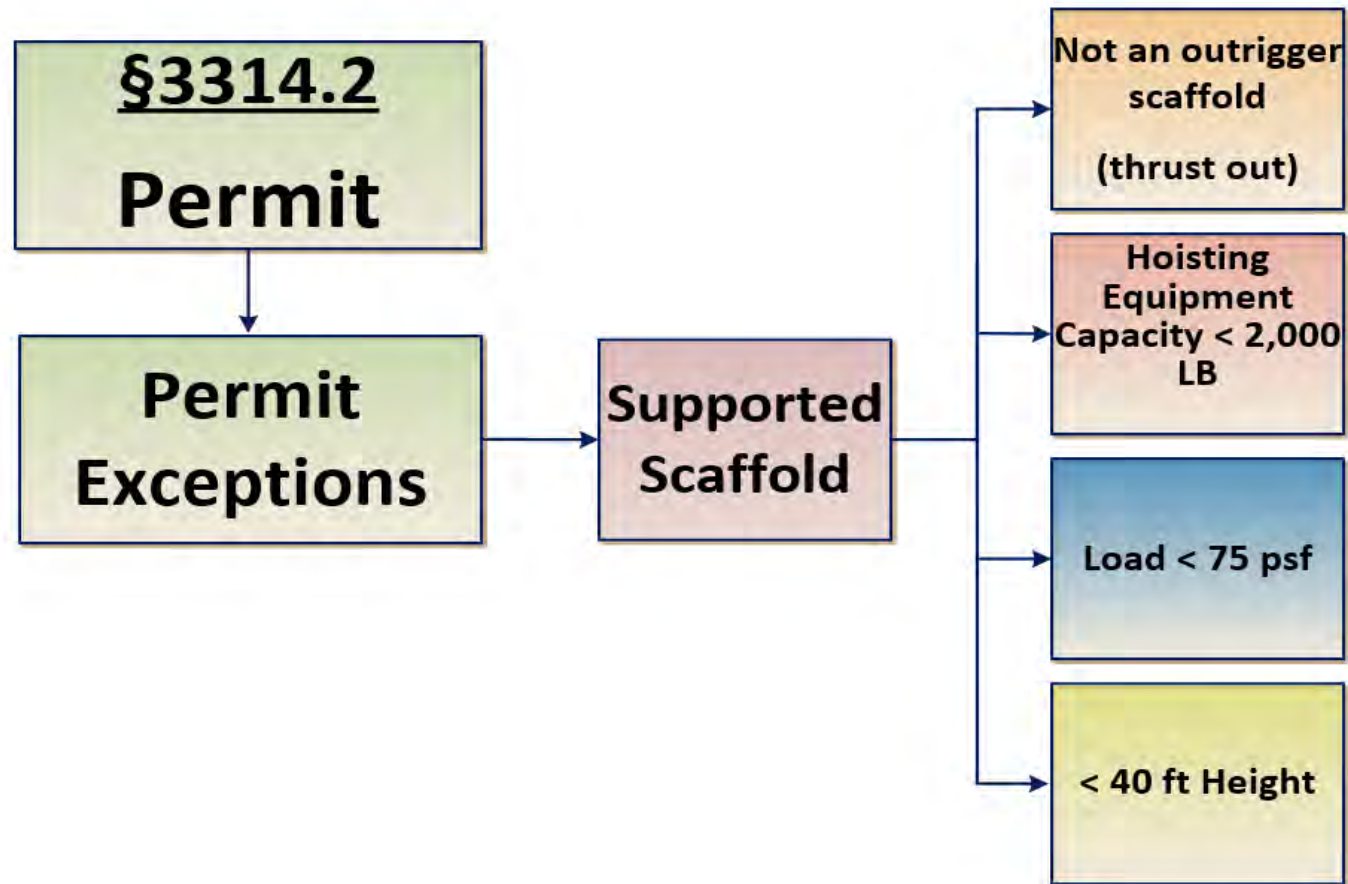 §3314.2
Permit
Permit
Exceptions
Supported
Scaffold
Not an outrigger
scaffold
(thrust out)
Hoisting
Equipment
Capacity < 2,000
LB
Load < 75 psf
< 40 ft Height